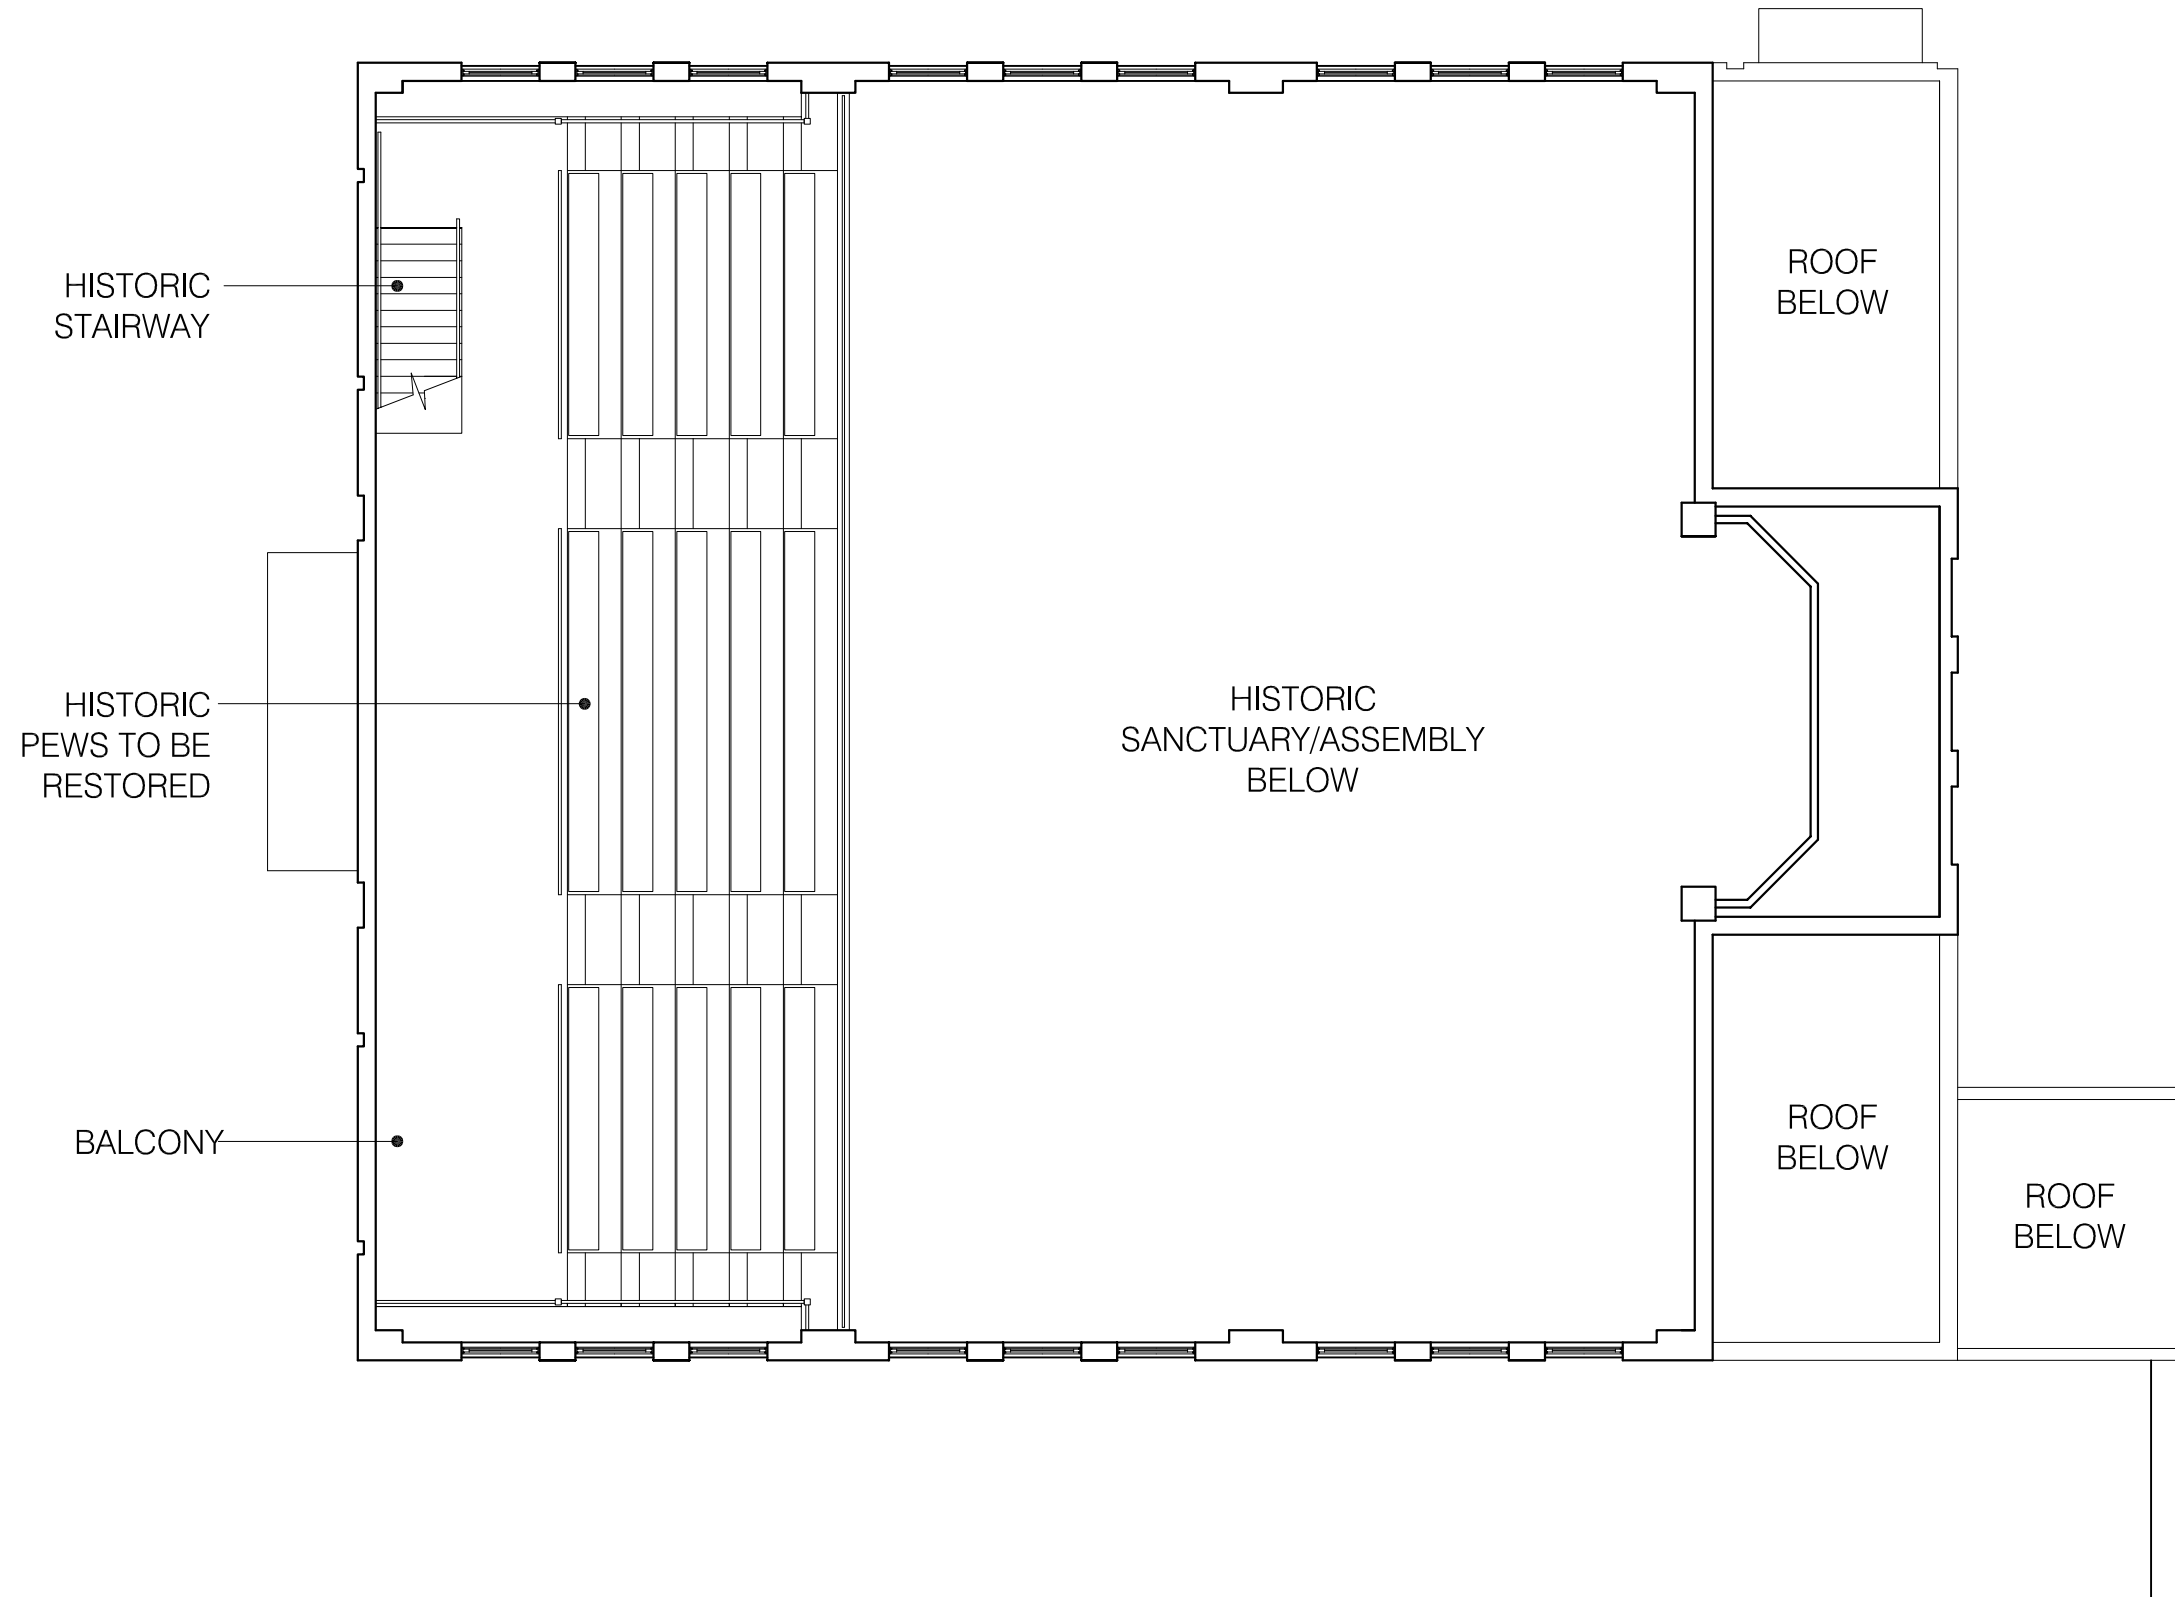 ROOF
BELOW
HISTORIC
STAIRWAY
HISTORIC
PEWS TO BE
RESTORED
HISTORIC
SANCTUARY/ASSEMBLY
BELOW
BALCONY
ROOF
BELOW
ROOF
BELOW